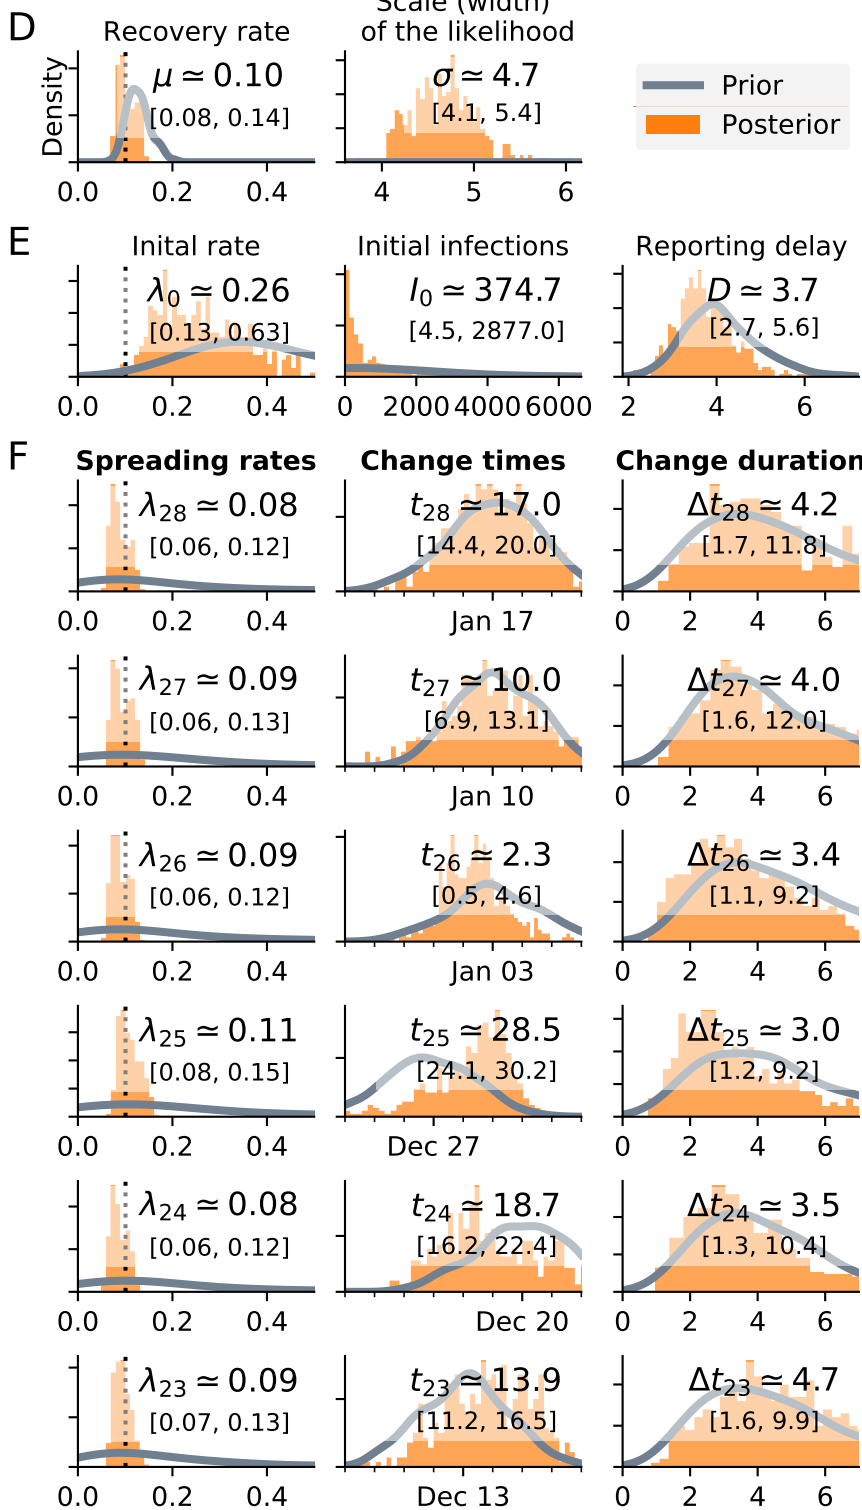 D
Scale (width)
Recovery rate
of the likelihood
Density
μ ≃ 0.10
[0.08, 0.14]
σ ≃ 4.7
[4.1, 5.4]
Prior
Posterior
0.0 0.2 0.4
4 5 6
E
Inital rate
Initial infections
Reporting delay
λ0 ≃ 0.26
[0.13, 0.63]
I0 ≃ 374.7
[4.5, 2877.0]
D ≃ 3.7
[2.7, 5.6]
0.0 0.2 0.4
0 2000 4000 6000
2 4 6
F
Spreading rates
Change times
Change duration
λ28 ≃ 0.08
[0.06, 0.12]
t28 ≃ 17.0
[14.4, 20.0]
Δt28 ≃ 4.2
[1.7, 11.8]
0.0 0.2 0.4
Jan 17
0 2 4 6
λ27 ≃ 0.09
[0.06, 0.13]
t27 ≃ 10.0
[6.9, 13.1]
Δt27 ≃ 4.0
[1.6, 12.0]
0.0 0.2 0.4
Jan 10
0 2 4 6
λ26 ≃ 0.09
[0.06, 0.12]
t26 ≃ 2.3
[0.5, 4.6]
Δt26 ≃ 3.4
[1.1, 9.2]
0.0 0.2 0.4
Jan 03
0 2 4 6
λ25 ≃ 0.11
[0.08, 0.15]
t25 ≃ 28.5
[24.1, 30.2]
Δt25 ≃ 3.0
[1.2, 9.2]
0.0 0.2 0.4
Dec 27
0 2 4 6
λ24 ≃ 0.08
[0.06, 0.12]
t24 ≃ 18.7
[16.2, 22.4]
Δt24 ≃ 3.5
[1.3, 10.4]
0.0 0.2 0.4
Dec 20
0 2 4 6
λ23 ≃ 0.09
[0.07, 0.13]
t23 ≃ 13.9
[11.2, 16.5]
Δt23 ≃ 4.7
[1.6, 9.9]
0.0 0.2 0.4
Dec 13
0 2 4 6